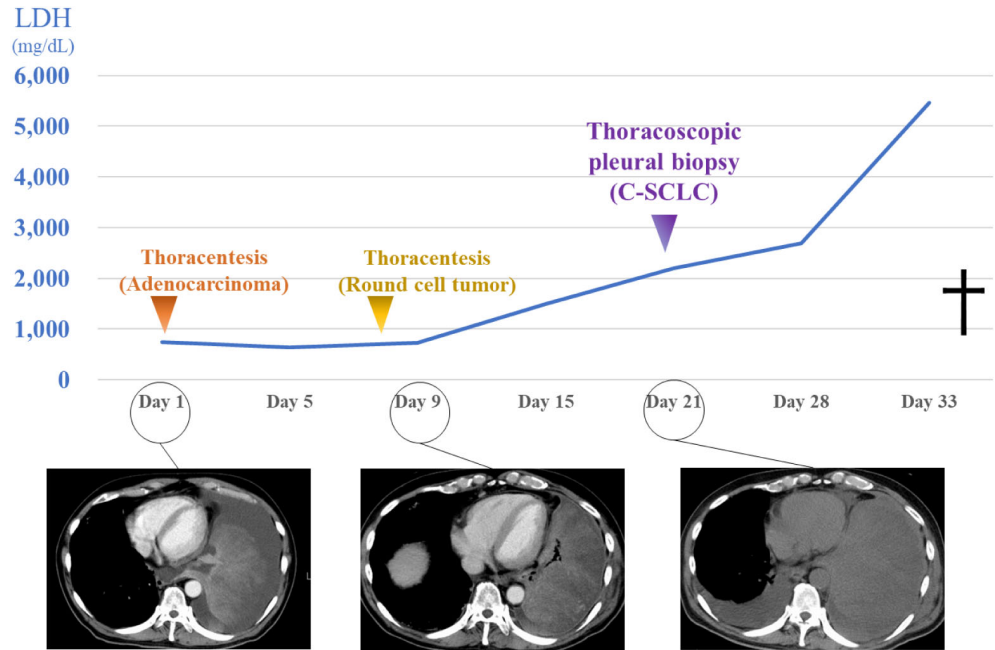 LDH
(mg/dL)
6,000
5,000
4,000
3,000
2,000
1,000
0
Thoracentesis
(Adenocarcinoma)
Thoracentesis
(Round cell tumor)
Thoracoscopic
pleural biopsy
(C-SCLC)
Day 1
Day 5
Day 9
Day 15
Day 21
Day 28
Day 33
L